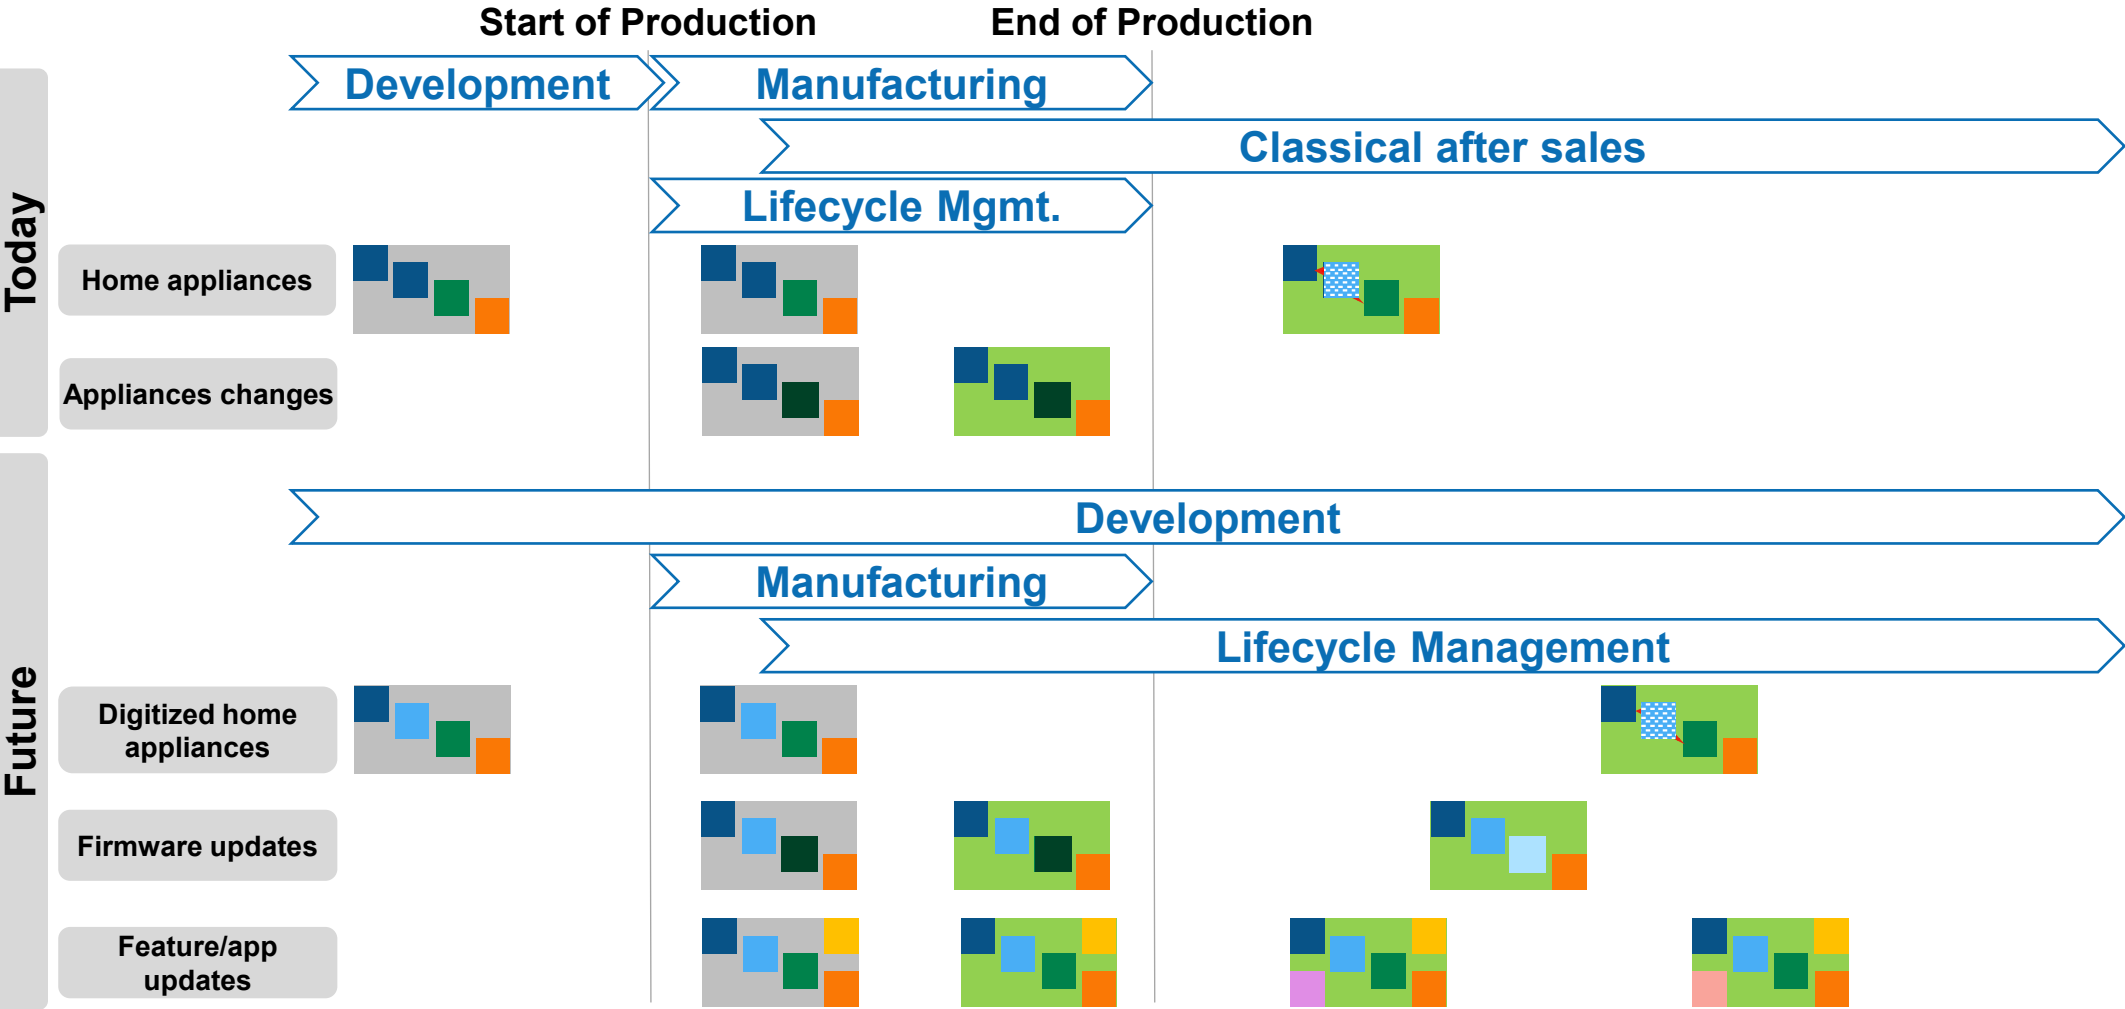 Start of Production
End of Production
Today
Development
Manufacturing
Classical after sales
Lifecycle Mgmt.
Home appliances
Appliances changes
Future
Development
Manufacturing
Lifecycle Management
Digitized home
appliances
Firmware updates
Feature/app
updates